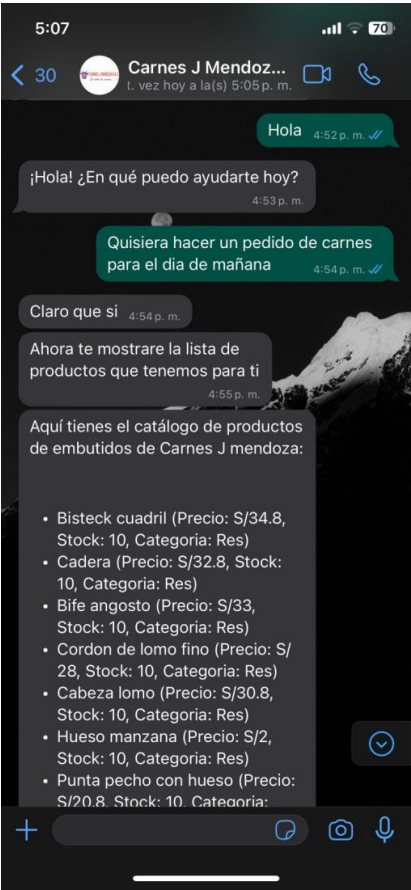 5:07
70
30
Carnes J Mendoz...
t. vez hoy a la(s) 5:05 p. m.
Hola 4:52 p. m.
¡Hola! ¿En qué puedo ayudarte hoy?
4:53 p. m.
Quisiera hacer un pedido de carnes
para el dia de mañana 4:54 p. m.
Claro que si 4:54 p. m.
Ahora te mostrare la lista de
productos que tenemos para ti
4:55 p. m.
Aquí tienes el catálogo de productos
de embutidos de Carnes J mendoza:
• Bisteck cuadril (Precio: S/34.8,
Stock: 10, Categoria: Res)
• Cadera (Precio: S/32.8, Stock:
10, Categoria: Res)
• Bife angosto (Precio: S/33,
Stock: 10, Categoria: Res)
• Cordon de lomo fino (Precio: S/
28, Stock: 10, Categoria: Res)
• Cabeza lomo (Precio: S/30.8,
Stock: 10, Categoria: Res)
• Hueso manzana (Precio: S/2,
Stock: 10, Categoria: Res)
• Punta pecho con hueso (Precio:
S/20.8, Stock: 10, Categoria: